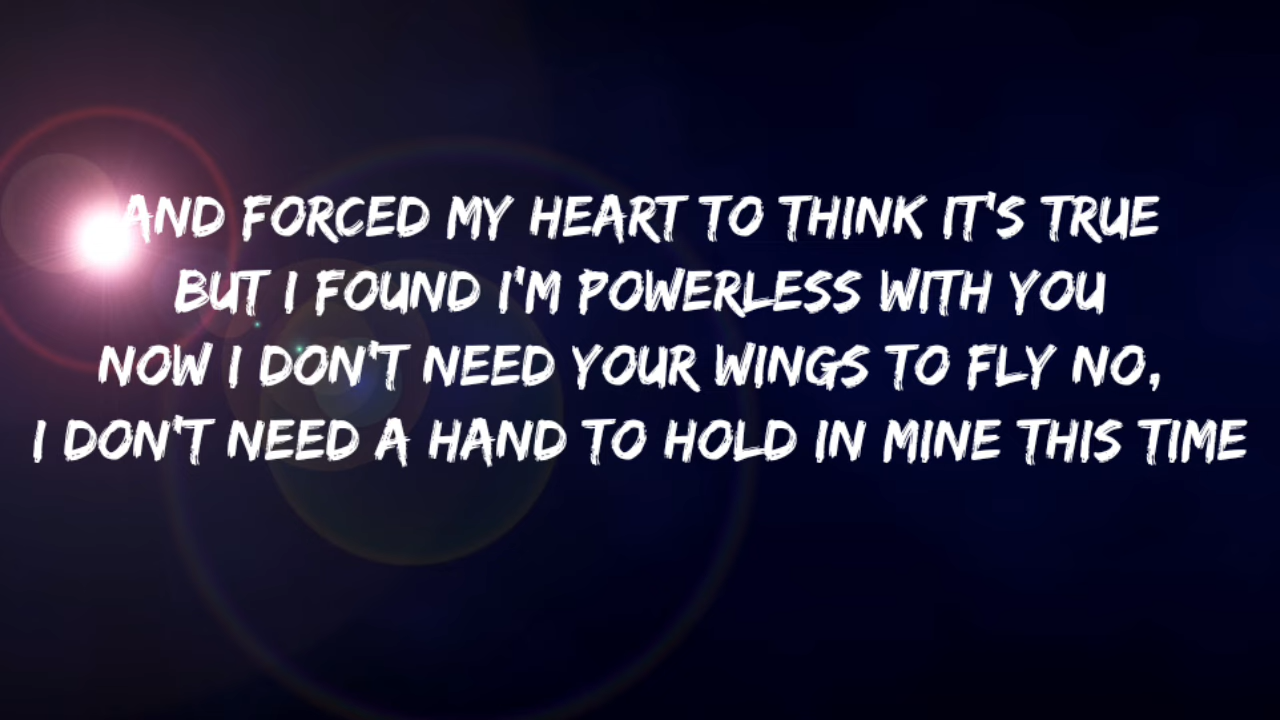 AND FORCED MY HEART TO THINK IT'S TRUE
BUT I FOUND I'M POWERLESS WITH YOU
NOW I DON'T NEED YOUR WINGS TO FLY NO,
I DON'T NEED A HAND TO HOLD IN MINE THIS TIME